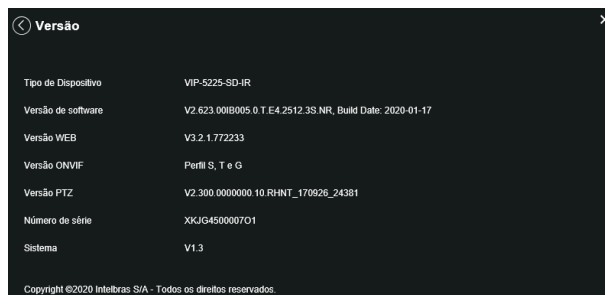 Versão
Tipo de Dispositivo VIP-5225-SD-IR
Versão de software V2.623.00IB005.0.T.E4.2512.3S.NR, Build Date: 2020-01-17
Versão WEB V3.2.1.772233
Versão ONVIF Perfil S, T e G
Versão PTZ V2.300.0000000.10.RHNT_170926_24381
Número de série XKJG4500007O1
Sistema V1.3
Copyright ©2020 Intelbras S/A - Todos os direitos reservados.